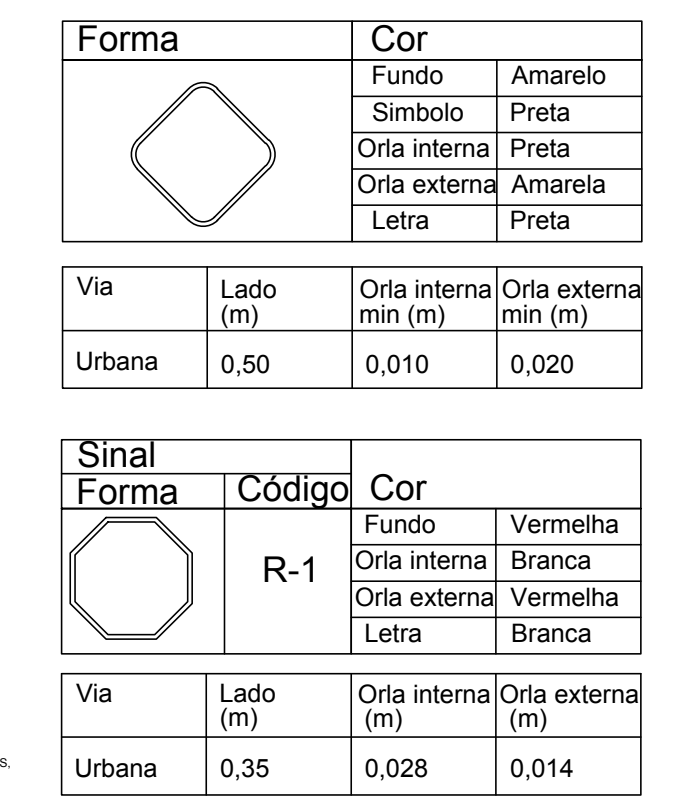 Forma Cor
Fundo Amarelo
Simbolo Preta
Orla interna Preta
Orla externa Amarela
Letra Preta
Via Lado (m) Orla interna min (m) Orla externa min (m)
Urbana 0,50 0,010 0,020
Sinal
Forma Código Cor
Fundo Vermelha
R-1
Orla interna Branca
Orla externa Vermelha
Letra Branca
Via Lado (m) Orla interna (m) Orla externa (m)
Urbana 0,35 0,028 0,014